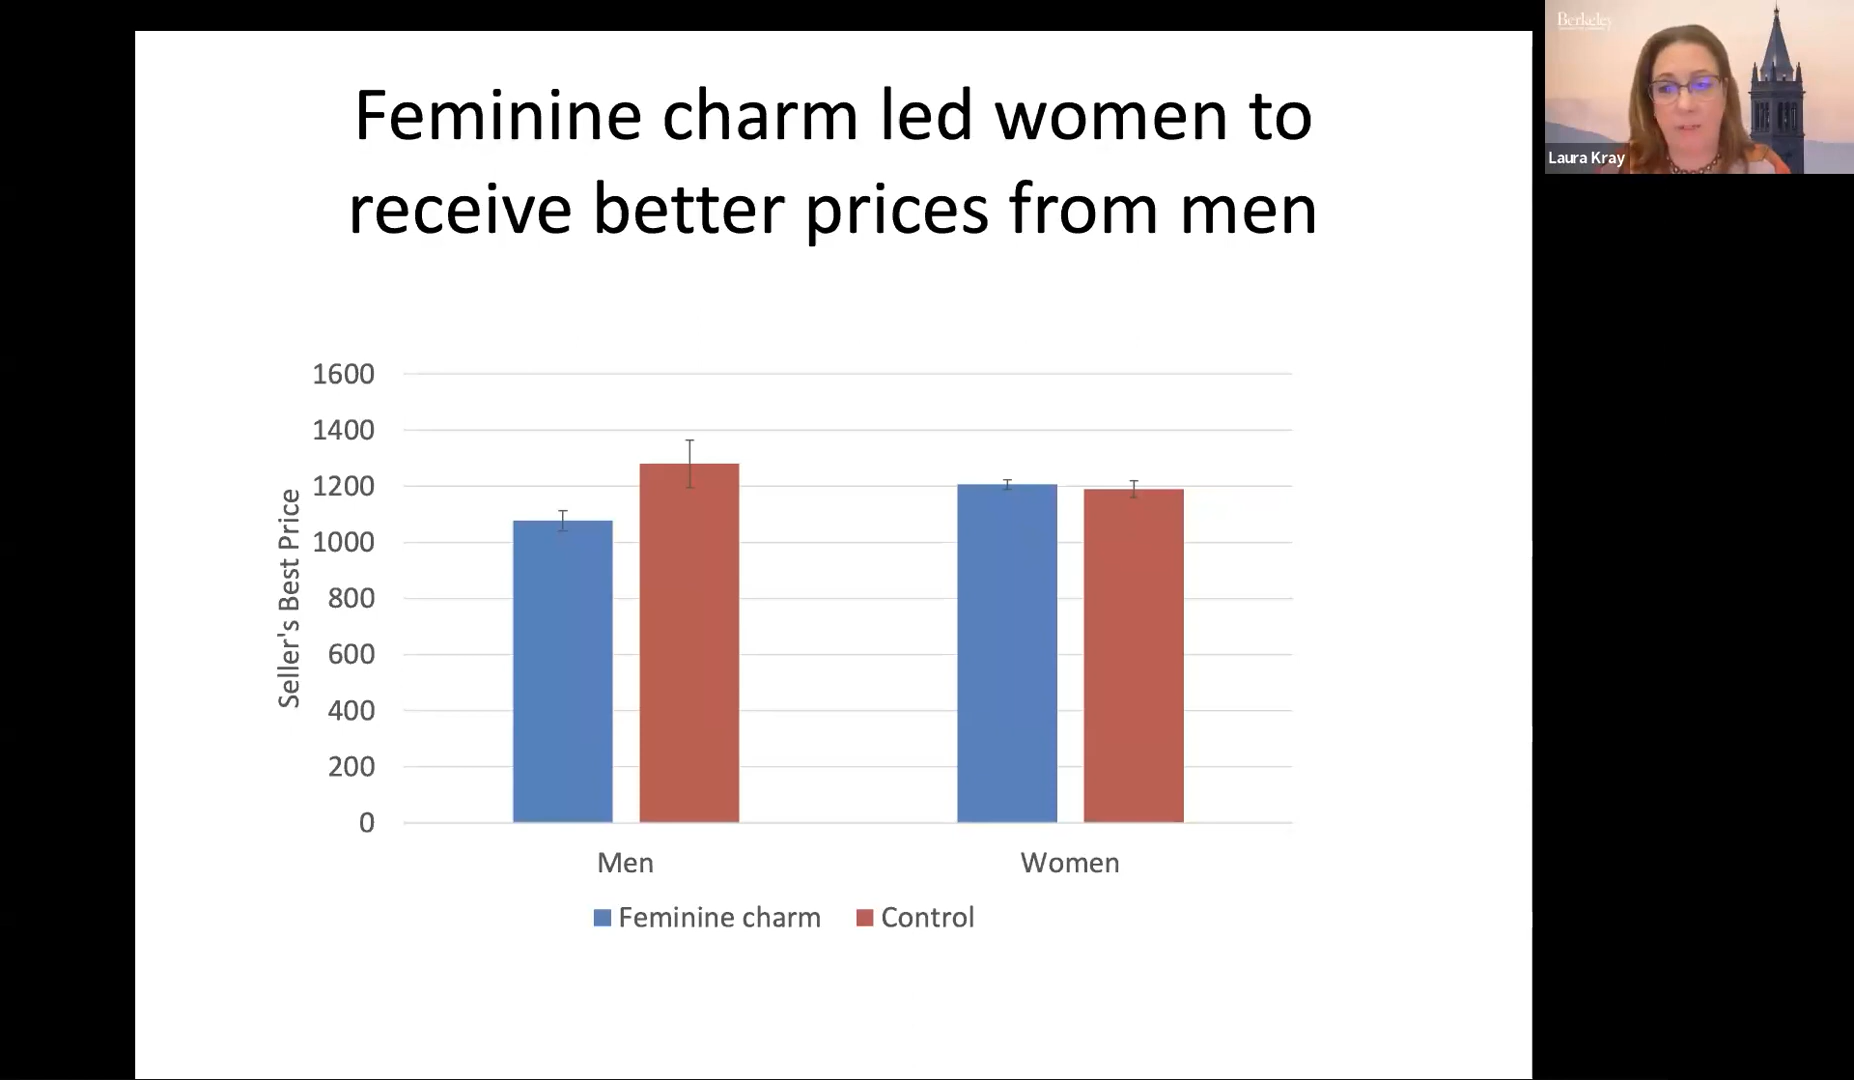 Feminine charm led women to
receive better prices from men
Seller's Best Price
1600
1400
1200
1000
800
600
400
200
0
Men
Women
Feminine charm
Control
Berkeley
Laura Kray